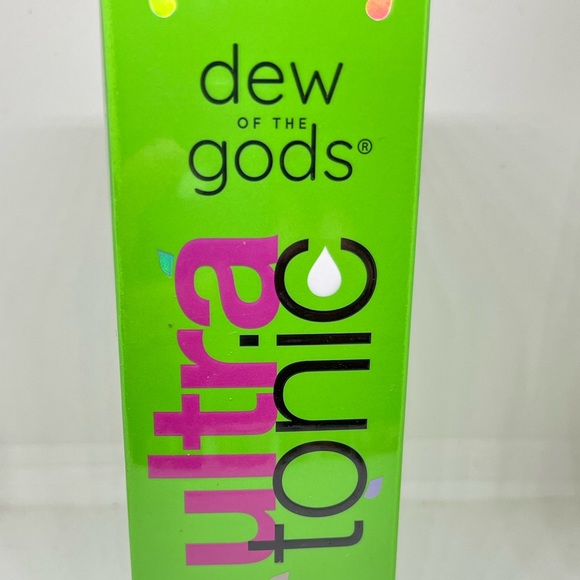 dew
OF THE
gods®
ultra
tonic